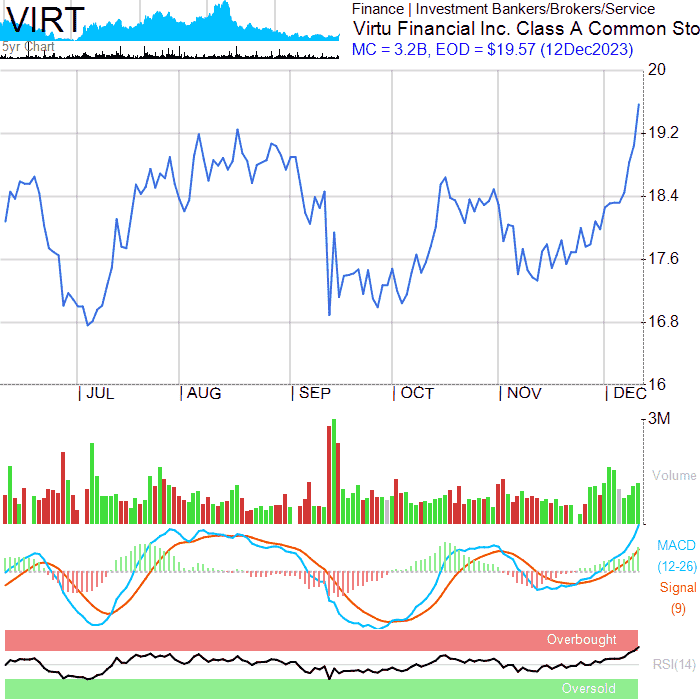 VIRT
5yr Chart
Finance | Investment Bankers/Brokers/Service
Virtu Financial Inc. Class A Common Sto
MC = 3.2B, EOD = $19.57 (12Dec2023)
20
19.2
18.4
17.6
16.8
16
| JUL | AUG | SEP | OCT | NOV | DEC
3M
Volume
MACD
(12-26)
Signal
(9)
Overbought
RSI(14)
Oversold